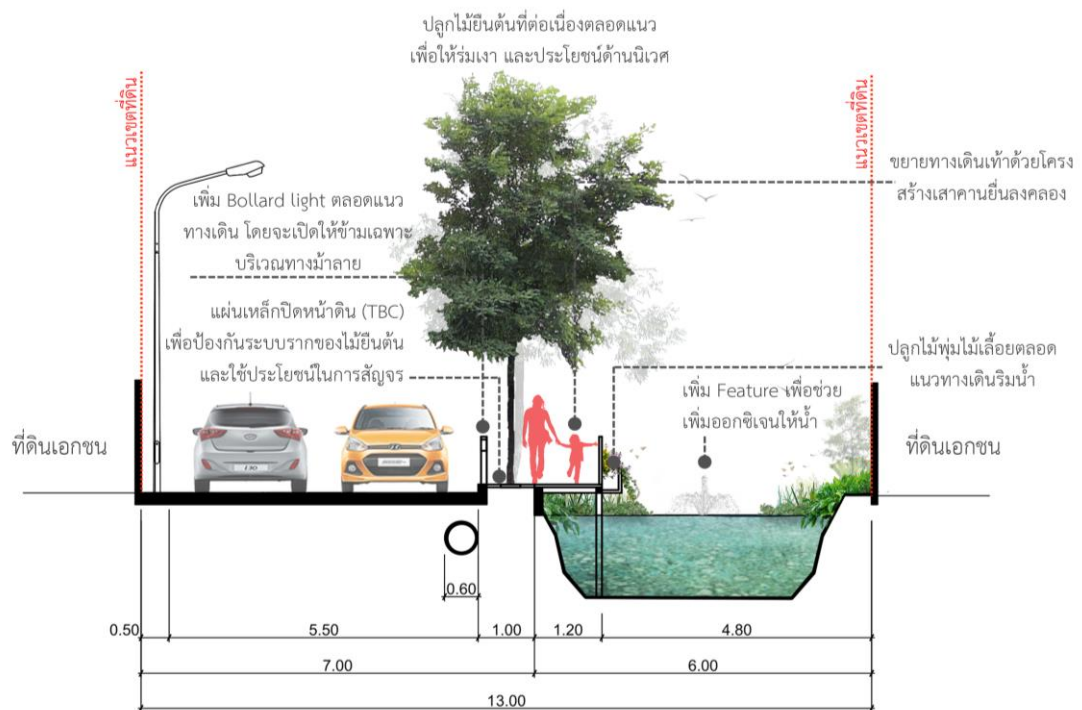 ปลูกไม้ยืนต้นที่ต่อเนื่องตลอดแนว
เพื่อให้ร่มเงา และประโยชน์ด้านนิเวศ
แนวเขตที่ดิน
แนวเขตที่ดิน
ขยายทางเดินเท้าด้วยโครง
สร้างเสาคานยื่นลงคลอง
เพิ่ม Bollard light ตลอดแนว
ทางเดิน โดยจะเปิดให้ข้ามเฉพาะ
บริเวณทางม้าลาย
แผ่นเหล็กปิดหน้าดิน (TBC)
เพื่อป้องกันระบบรากของไม้ยืนต้น
และใช้ประโยชน์ในการสัญจร
ปลูกไม้พุ่มไม้เลื้อยตลอด
แนวทางเดินริมน้ำ
เพิ่ม Feature เพื่อช่วย
เพิ่มออกซิเจนให้น้ำ
ที่ดินเอกชน
ที่ดินเอกชน
0.60
0.50
5.50
1.00
1.20
4.80
7.00
6.00
13.00